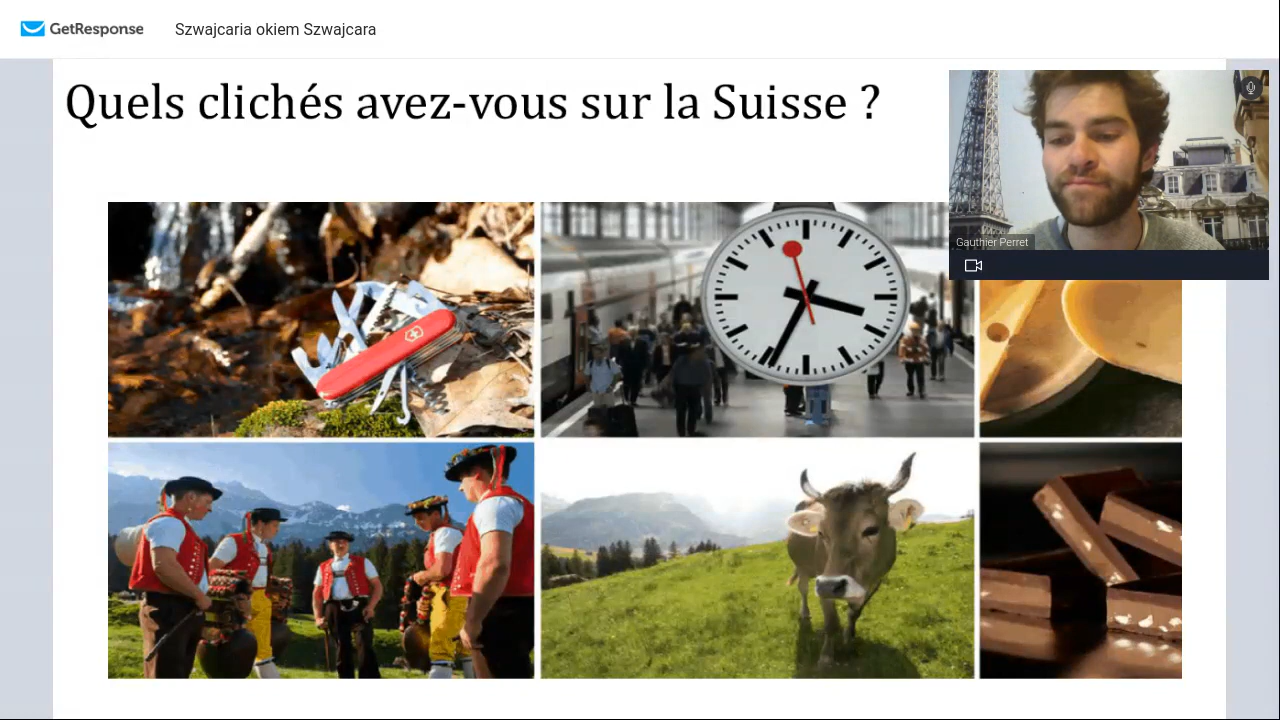 GetResponse
Szwajcaria okiem Szwajcara
Quels clichés avez-vous sur la Suisse ?
Gauthier Perret